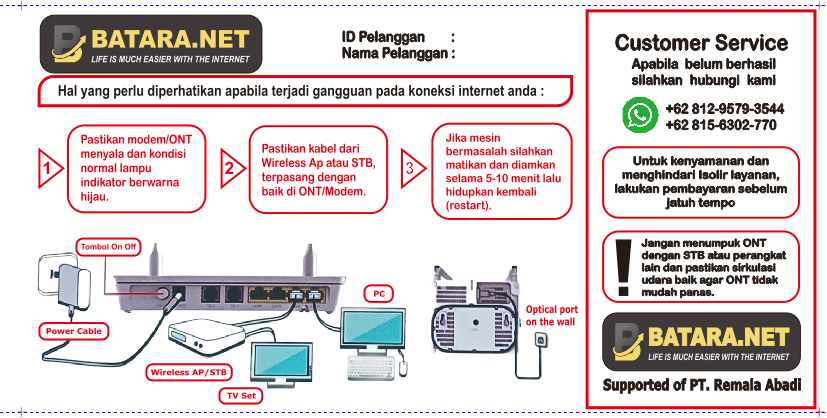 BATARA.NET
LIFE IS MUCH EASIER WITH THE INTERNET
ID Pelanggan :
Nama Pelanggan :
Hal yang perlu diperhatikan apabila terjadi gangguan pada koneksi internet anda :
1
Pastikan modem/ONT
menyala dan kondisi
normal lampu
indikator berwarna
hijau.
2
Pastikan kabel dari
Wireless Ap atau STB,
terpasang dengan
baik di ONT/Modem.
3
Jika mesin
bermasalah silahkan
matikan dan diamkan
selama 5-10 menit lalu
hidupkan kembali
(restart).
Tombol On Off
Power Cable
Wireless AP/STB
TV Set
PC
Optical port
on the wall
Customer Service
Apabila belum berhasil
silahkan hubungi kami
+62 812-9579-3544
+62 815-6302-770
Untuk kenyamanan dan
menghindari Isolir layanan,
lakukan pembayaran sebelum
jatuh tempo
!
Jangan menumpuk ONT
dengan STB atau perangkat
lain dan pastikan sirkulasi
udara baik agar ONT tidak
mudah panas.
BATARA.NET
LIFE IS MUCH EASIER WITH THE INTERNET
Supported of PT. Remala Abadi